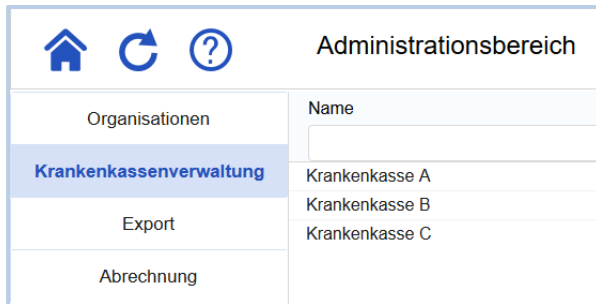 Administrationsbereich
Organisationen
Krankenkassenverwaltung
Export
Abrechnung
Name
Krankenkasse A
Krankenkasse B
Krankenkasse C